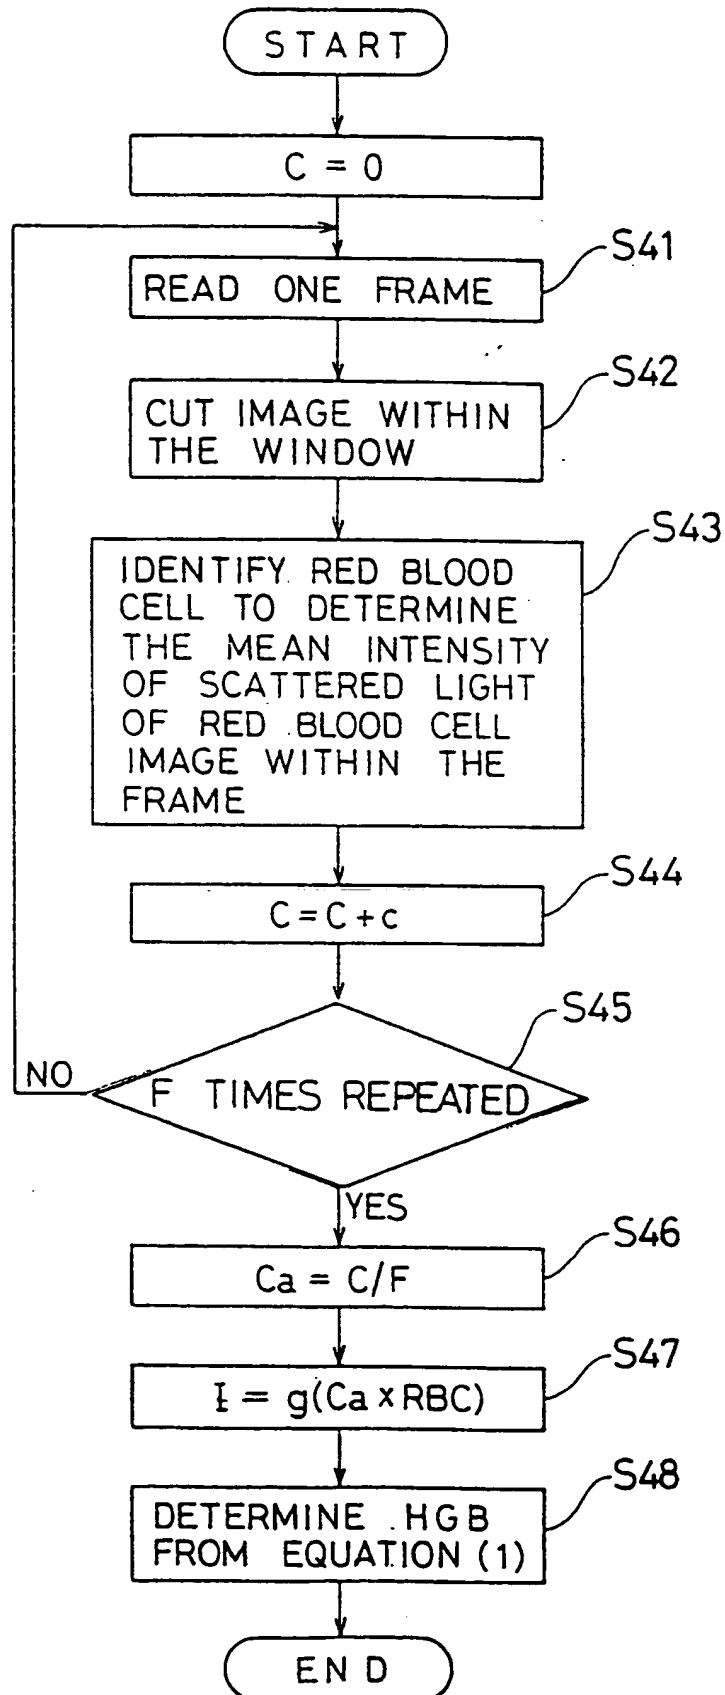 START
C = 0
S41
READ ONE FRAME
S42
CUT IMAGE WITHIN
THE WINDOW
S43
IDENTIFY RED BLOOD
CELL TO DETERMINE
THE MEAN INTENSITY
OF SCATTERED LIGHT
OF RED BLOOD CELL
IMAGE WITHIN THE
FRAME
S44
C = C + c
S45
NO
F TIMES REPEATED
YES
S46
Ca = C/F
S47
I = g(Ca × RBC)
S48
DETERMINE HGB
FROM EQUATION (1)
END